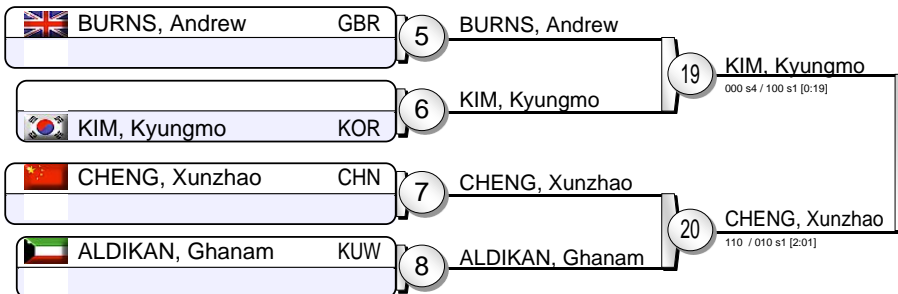 BURNS, Andrew GBR
5
BURNS, Andrew
19
KIM, Kyungmo
000 s4 / 100 s1 [0:19]
6
KIM, Kyungmo
KIM, Kyungmo KOR
CHENG, Xunzhao CHN
7
CHENG, Xunzhao
20
CHENG, Xunzhao
110 / 010 s1 [2:01]
ALDIKAN, Ghanam KUW
8
ALDIKAN, Ghanam